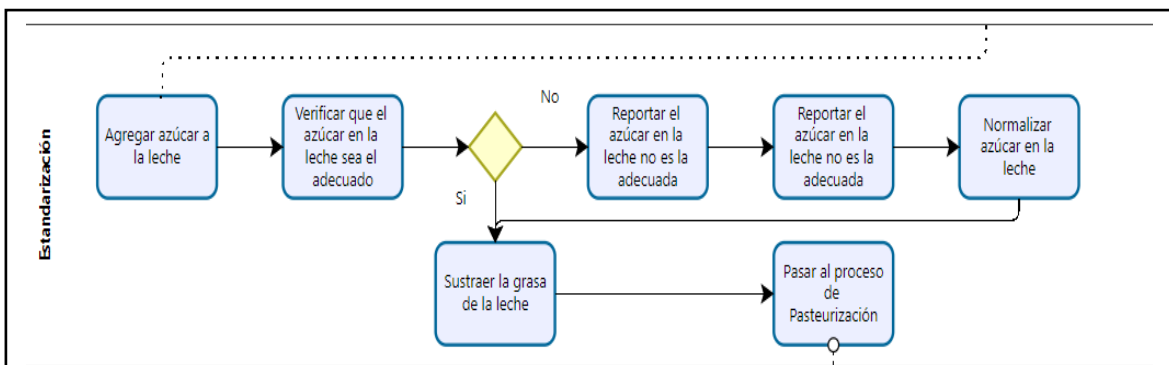 Estandarización
Agregar azúcar a
la leche
Verificar que el
azúcar en la
leche sea el
adecuado
No
Si
Reportar el
azúcar en la
leche no es la
adecuada
Reportar el
azúcar en la
leche no es la
adecuada
Normalizar
azúcar en la
leche
Sustraer la grasa
de la leche
Pasar al proceso
de
Pasteurización